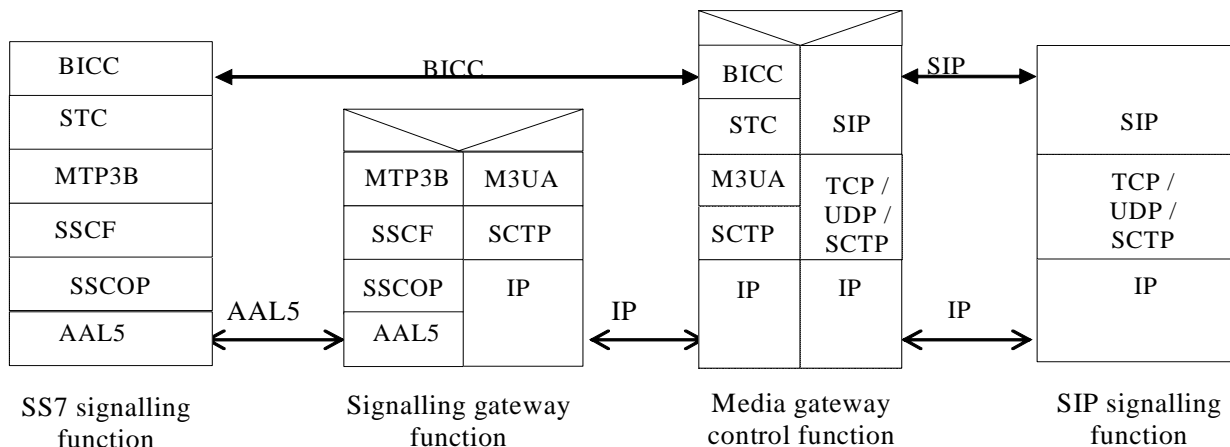 BICC
STC
MTP3B
SSCF
SSCOP
AAL5
SS7 signalling
function
BICC
AAL5
MTP3B
M3UA
SSCF
SCTP
SSCOP
IP
AAL5
Signalling gateway
function
IP
BICC
STC
SIP
M3UA
TCP /
UDP /
SCTP
SCTP
IP
IP
Media gateway
control function
SIP
IP
SIP
TCP /
UDP /
SCTP
IP
SIP signalling
function